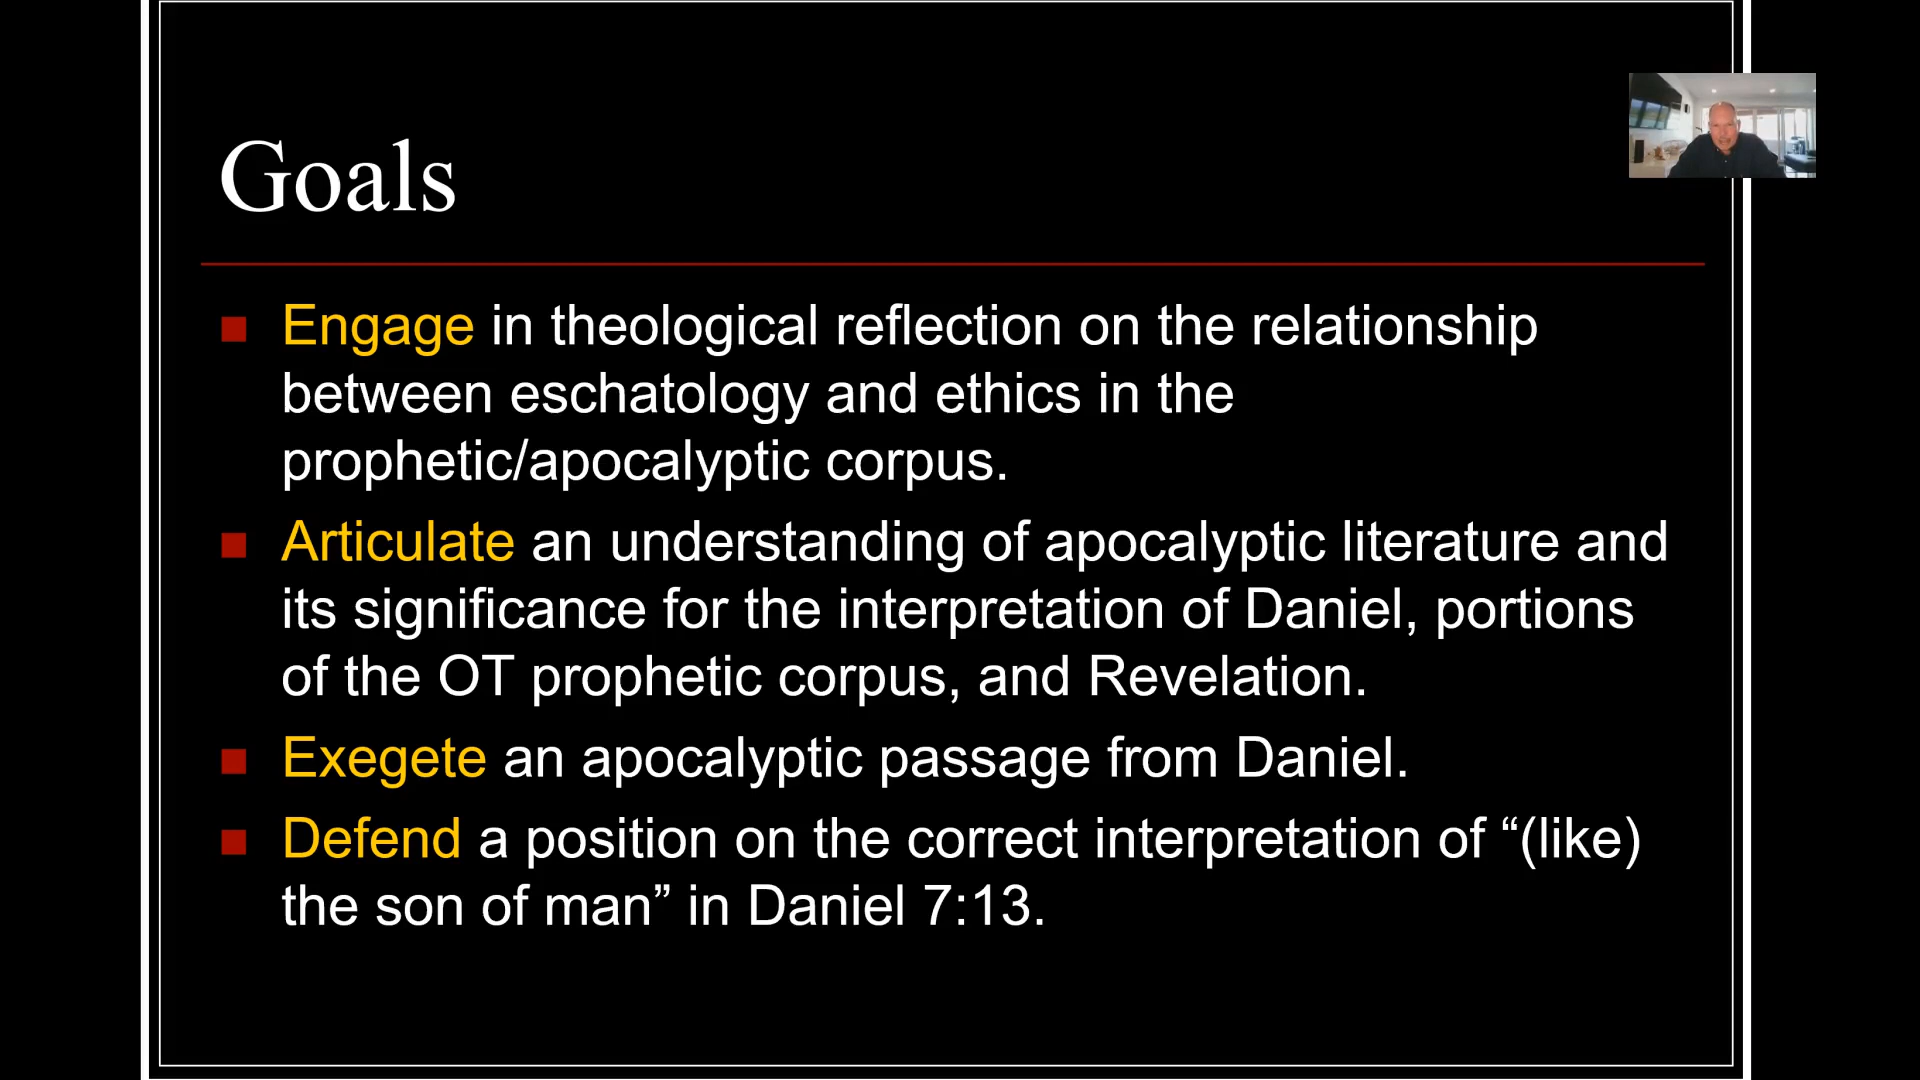 Goals
Engage in theological reflection on the relationship
between eschatology and ethics in the
prophetic/apocalyptic corpus.
Articulate an understanding of apocalyptic literature and
its significance for the interpretation of Daniel, portions
of the OT prophetic corpus, and Revelation.
Exegete an apocalyptic passage from Daniel.
Defend a position on the correct interpretation of “(like)
the son of man” in Daniel 7:13.